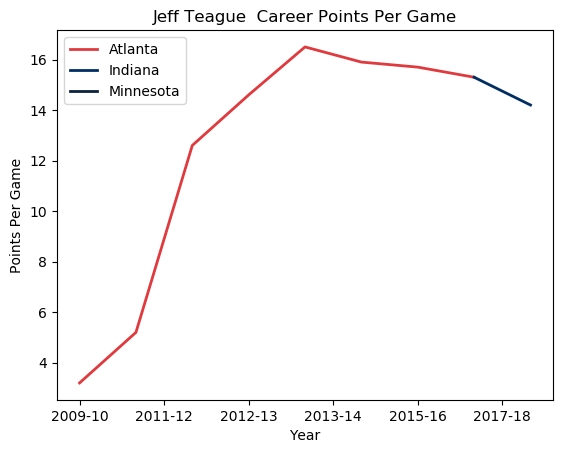 Jeff Teague  Career Points Per Game
Atlanta
Indiana
Minnesota
Points Per Game
16
14
12
10
8
6
4
2009-10
2011-12
2012-13
2013-14
2015-16
2017-18
Year